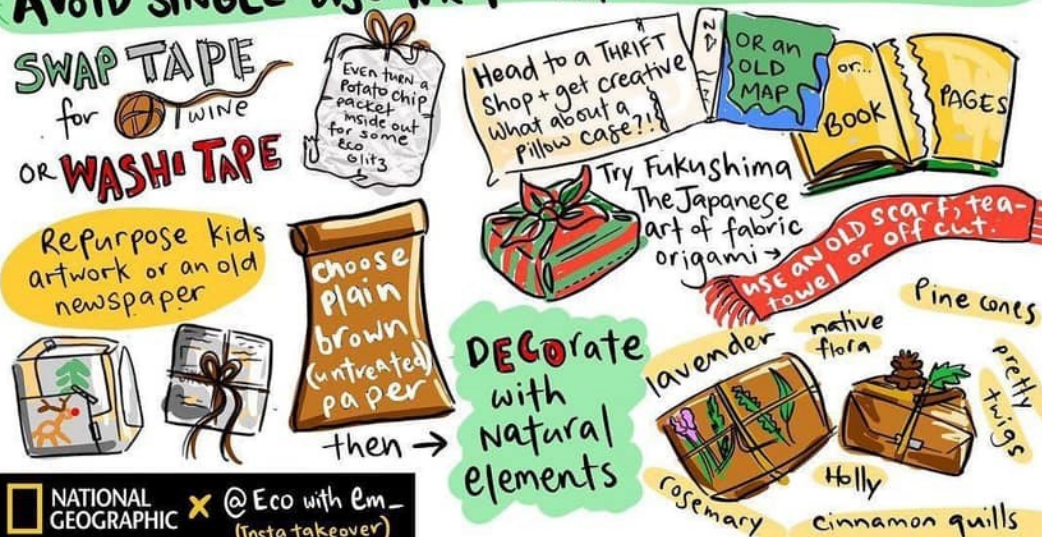 AVOID SINGLE USE
SWAP TAPE
for TWINE
OR WASHI TAPE
EVEN turn a
Potato chip
packet
inside out
for some
Eco
Glitz
Head to a THRIFT
shop + get creative
what about a
Pillow case?!
OR an
OLD
MAP
or...
BOOK
PAGES
Try Fukushima
The Japanese
art of fabric
origami →
USE AN OLD scarf, tea-
towel or off cut.
Repurpose kids
artwork or an old
newspaper
choose
plain
brown
(untreated)
paper
then →
DECOrate
with
Natural
elements
lavender
native
flora
Pine cones
pretty
twigs
Holly
rosemary
cinnamon quills
NATIONAL
GEOGRAPHIC
X @ Eco with em_
(Insta takeover)